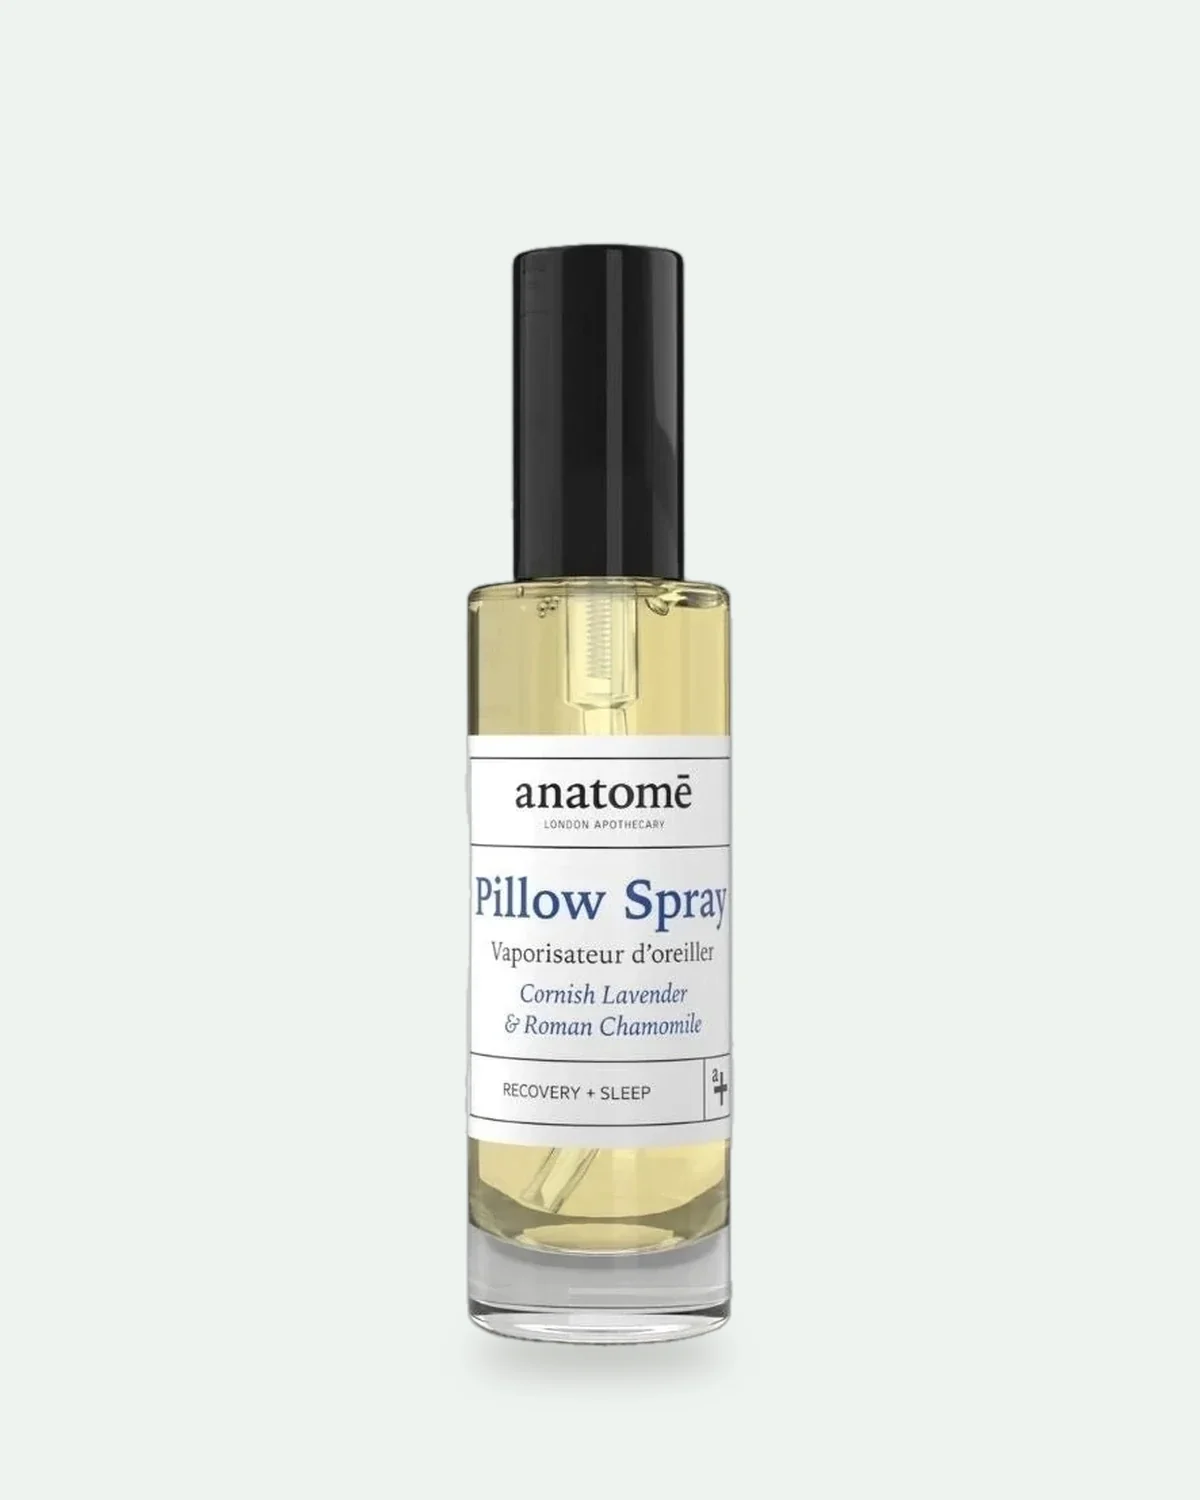 anatomē
LONDON APOTHECARY
Pillow Spray
Vaporisateur d’oreiller
Cornish Lavender
& Roman Chamomile
RECOVERY + SLEEP
a+